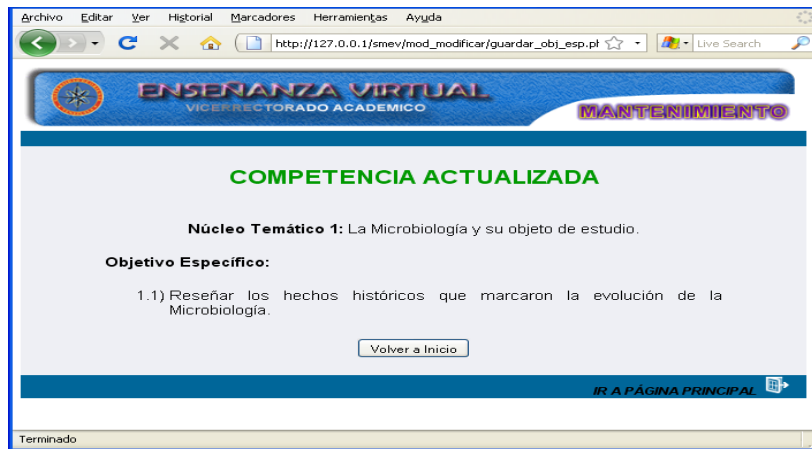 Archivo Editar Ver Historial Marcadores Herramientas Ayuda
http://127.0.0.1/smev/mod_modificar/guardar_obj_esp.pl Live Search
ENSEÑANZA VIRTUAL
VICERRECTORADO ACADEMICO
MANTENIMIENTO
COMPETENCIA ACTUALIZADA
Núcleo Temático 1: La Microbiología y su objeto de estudio.
Objetivo Específico:
1.1) Reseñar los hechos históricos que marcaron la evolución de la
Microbiología.
Volver a Inicio
IR A PÁGINA PRINCIPAL
Terminado